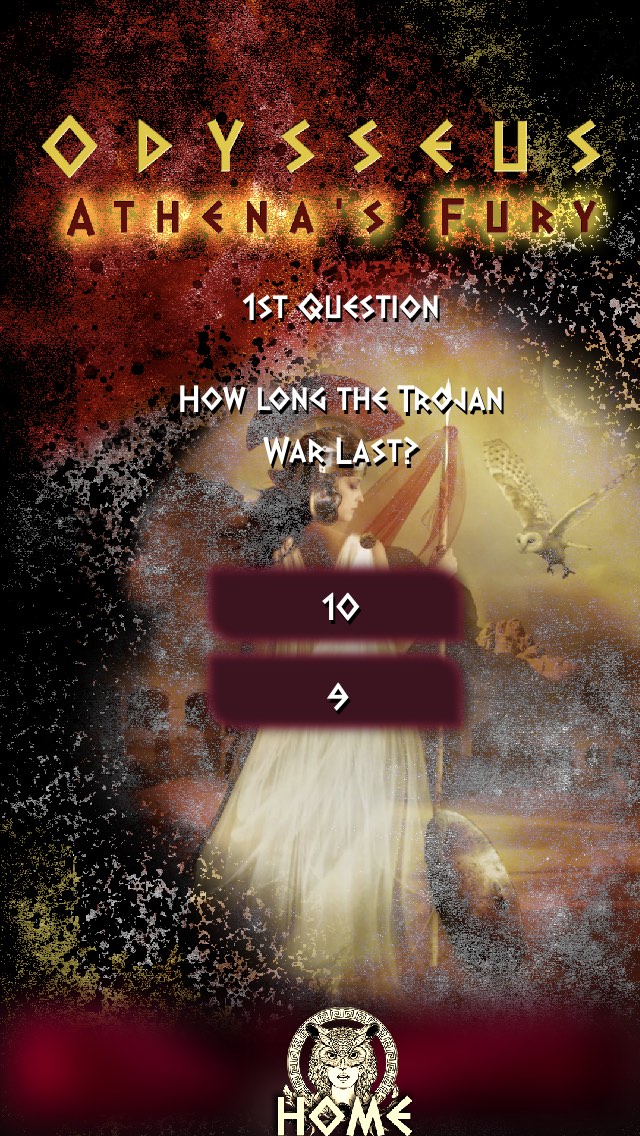 ODYSSEUS
ATHENA'S FURY
1ST QUESTION
HOW LONG THE TROJAN
WAR LAST?
10
9
HOME